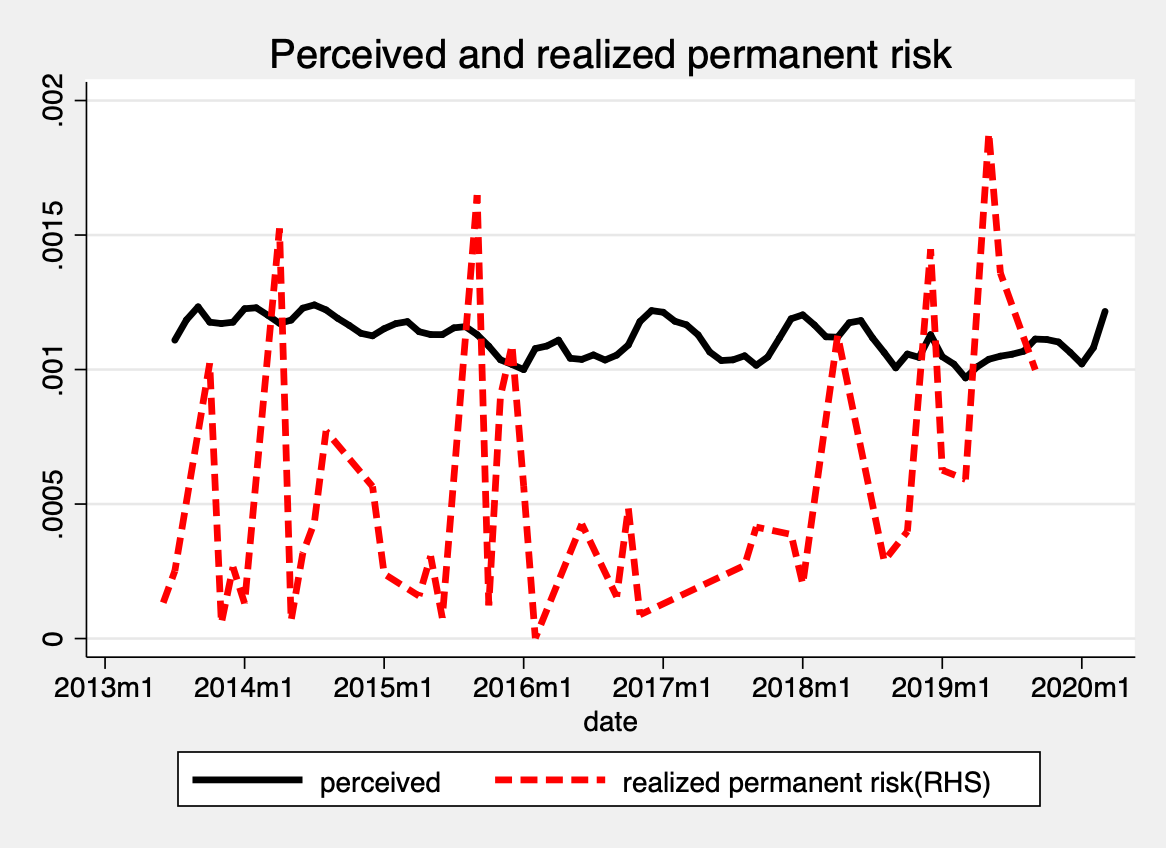 Perceived and realized permanent risk
.002
.0015
.001
.0005
0
2013m1 2014m1 2015m1 2016m1 2017m1 2018m1 2019m1 2020m1
date
perceived realized permanent risk(RHS)